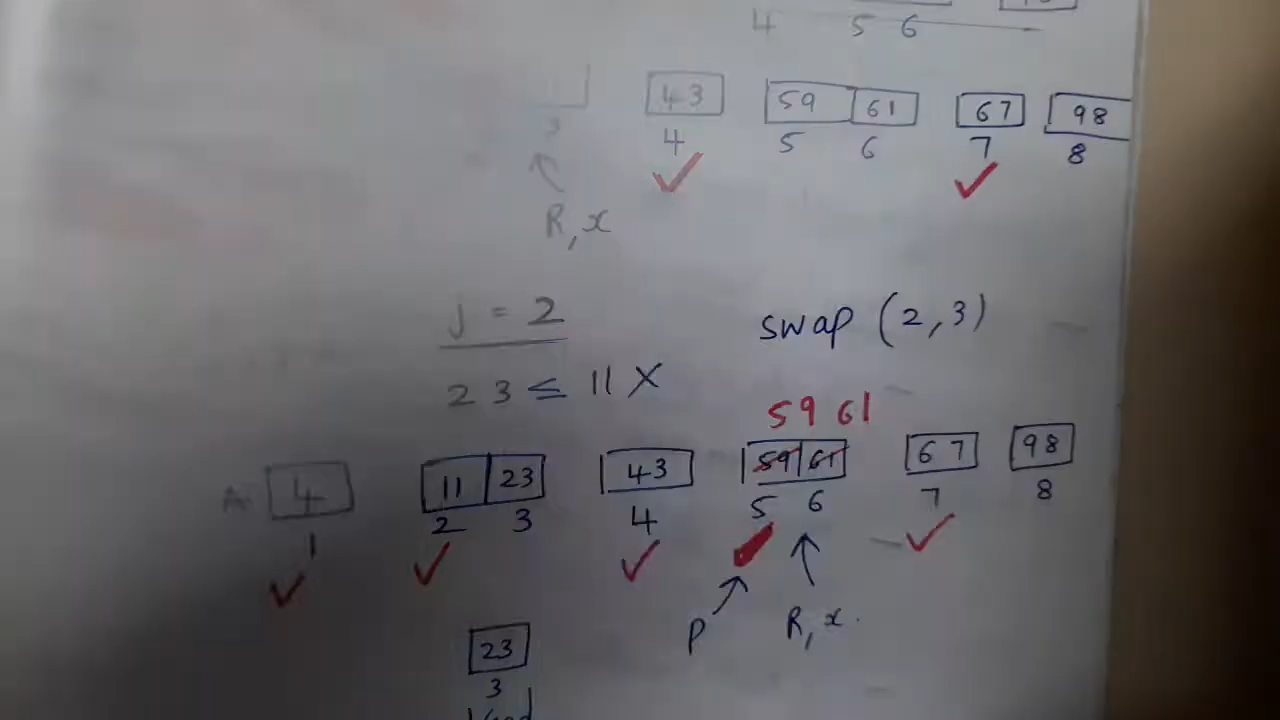 4 5 6
43 59 61 67 98
4 5 6 7 8
R, x
j = 2
swap (2, 3)
23 ≤ 11 X
59 61
A: 4 11 23 43 59 61 67 98
1 2 3 4 5 6 7 8
P R, x.
23
3